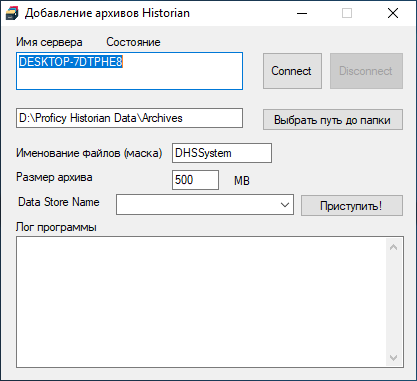 Добавление архивов Historian
Имя сервера Состояние
DESKTOP-7DTPHE8
Connect
Disconnect
D:\Proficy Historian Data\Archives
Выбрать путь до папки
Именование файлов (маска)
DHSSystem
Размер архива
500
MB
Data Store Name
Приступить!
Лог программы